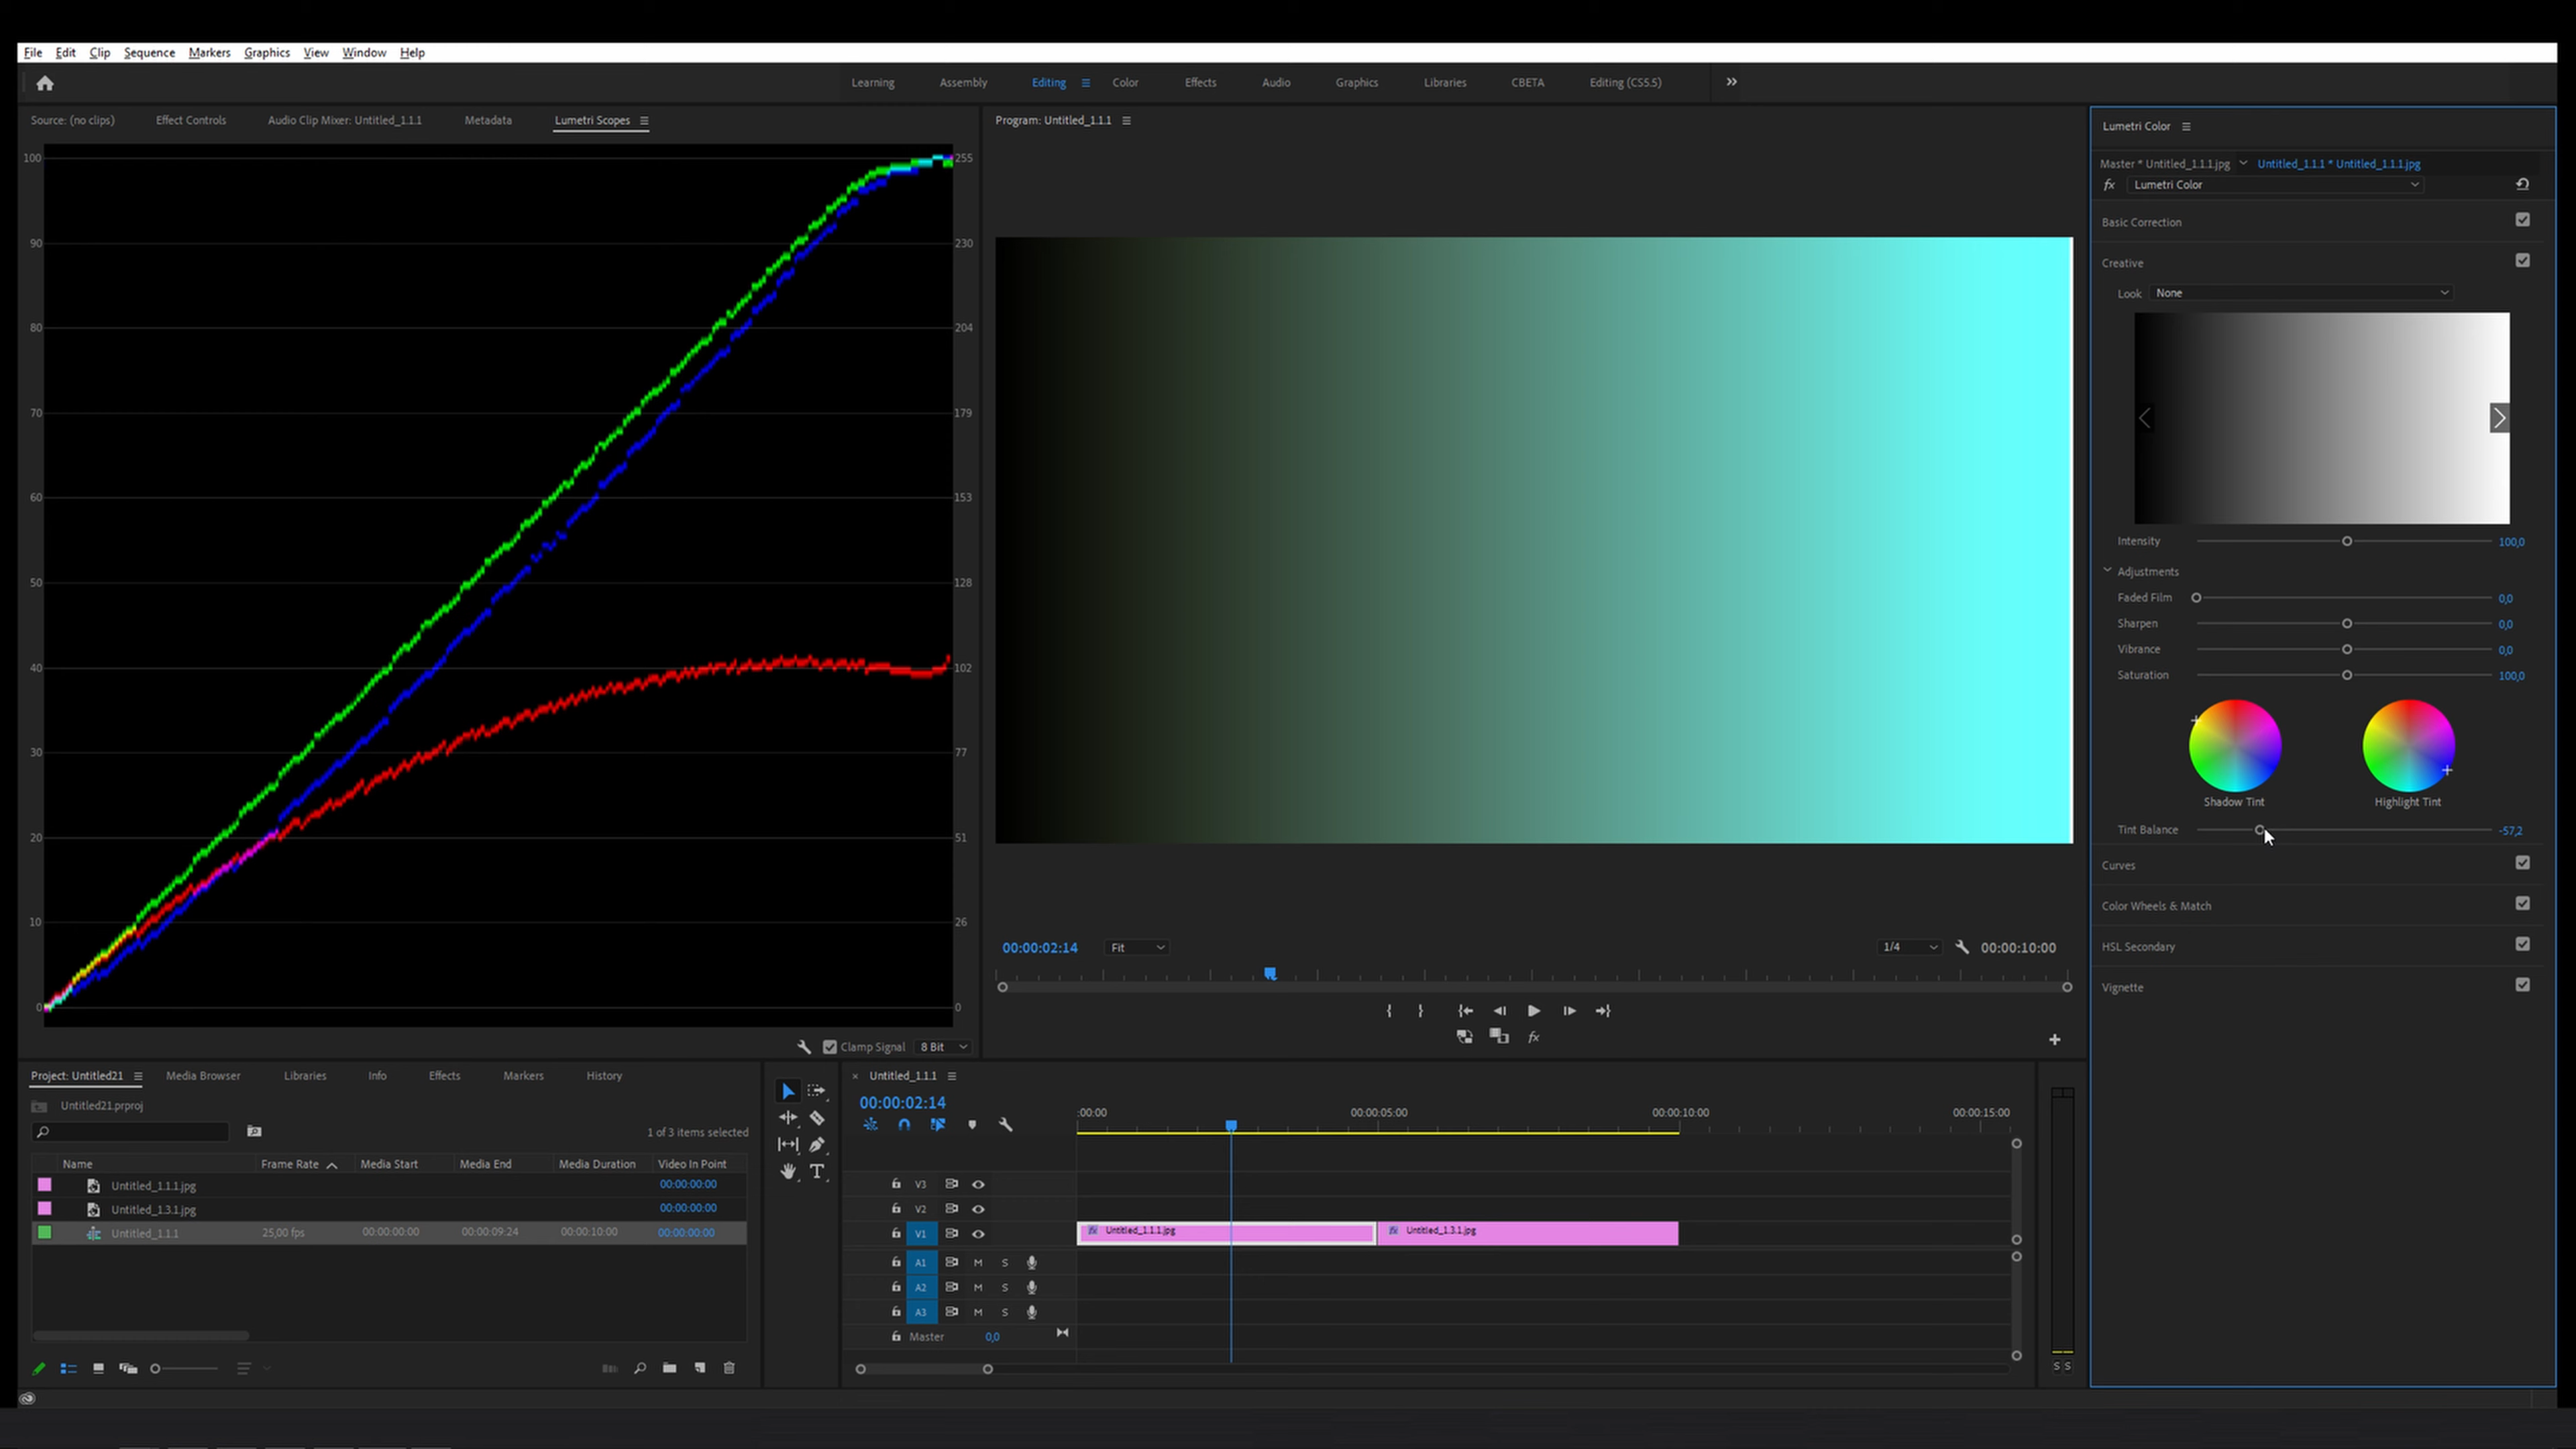 File Edit Clip Sequence Markers Graphics View Window Help
Learning Assembly Editing Color Effects Audio Graphics Libraries CBETA Editing (CS5.5)
Source: (no clips) Effect Controls Audio Clip Mixer: Untitled_1.1.1 Metadata Lumetri Scopes
100 255
90 230
80 204
70 179
60 153
50 128
40 102
30 77
20 51
10 26
0 0
Clamp Signal 8 Bit
Program: Untitled_1.1.1
00:00:02:14 Fit 1/4 00:00:10:00
Lumetri Color
Master * Untitled_1.1.1.jpg Untitled_1.1.1 * Untitled_1.1.1.jpg
fx Lumetri Color
Basic Correction
Creative
Look None
Intensity 100,0
Adjustments
Faded Film 0,0
Sharpen 0,0
Vibrance 0,0
Saturation 100,0
Shadow Tint Highlight Tint
Tint Balance -57,2
Curves
Color Wheels & Match
HSL Secondary
Vignette
fx
Project: Untitled21 Media Browser Libraries Info Effects Markers History
Untitled21.prproj
1 of 3 items selected
Name Frame Rate Media Start Media End Media Duration Video In Point
Untitled_1.1.1.jpg 00:00:00:00
Untitled_1.3.1.jpg 00:00:00:00
Untitled_1.1.1 25,00 fps 00:00:00:00 00:00:09:24 00:00:10:00 00:00:00:00
× Untitled_1.1.1
00:00:02:14
:00:00 00:00:05:00 00:00:10:00 00:00:15:00
V3
V2
V1 fx Untitled_1.1.1.jpg fx Untitled_1.3.1.jpg
A1 M S
A2 M S
A3 M S
Master 0,0
S S